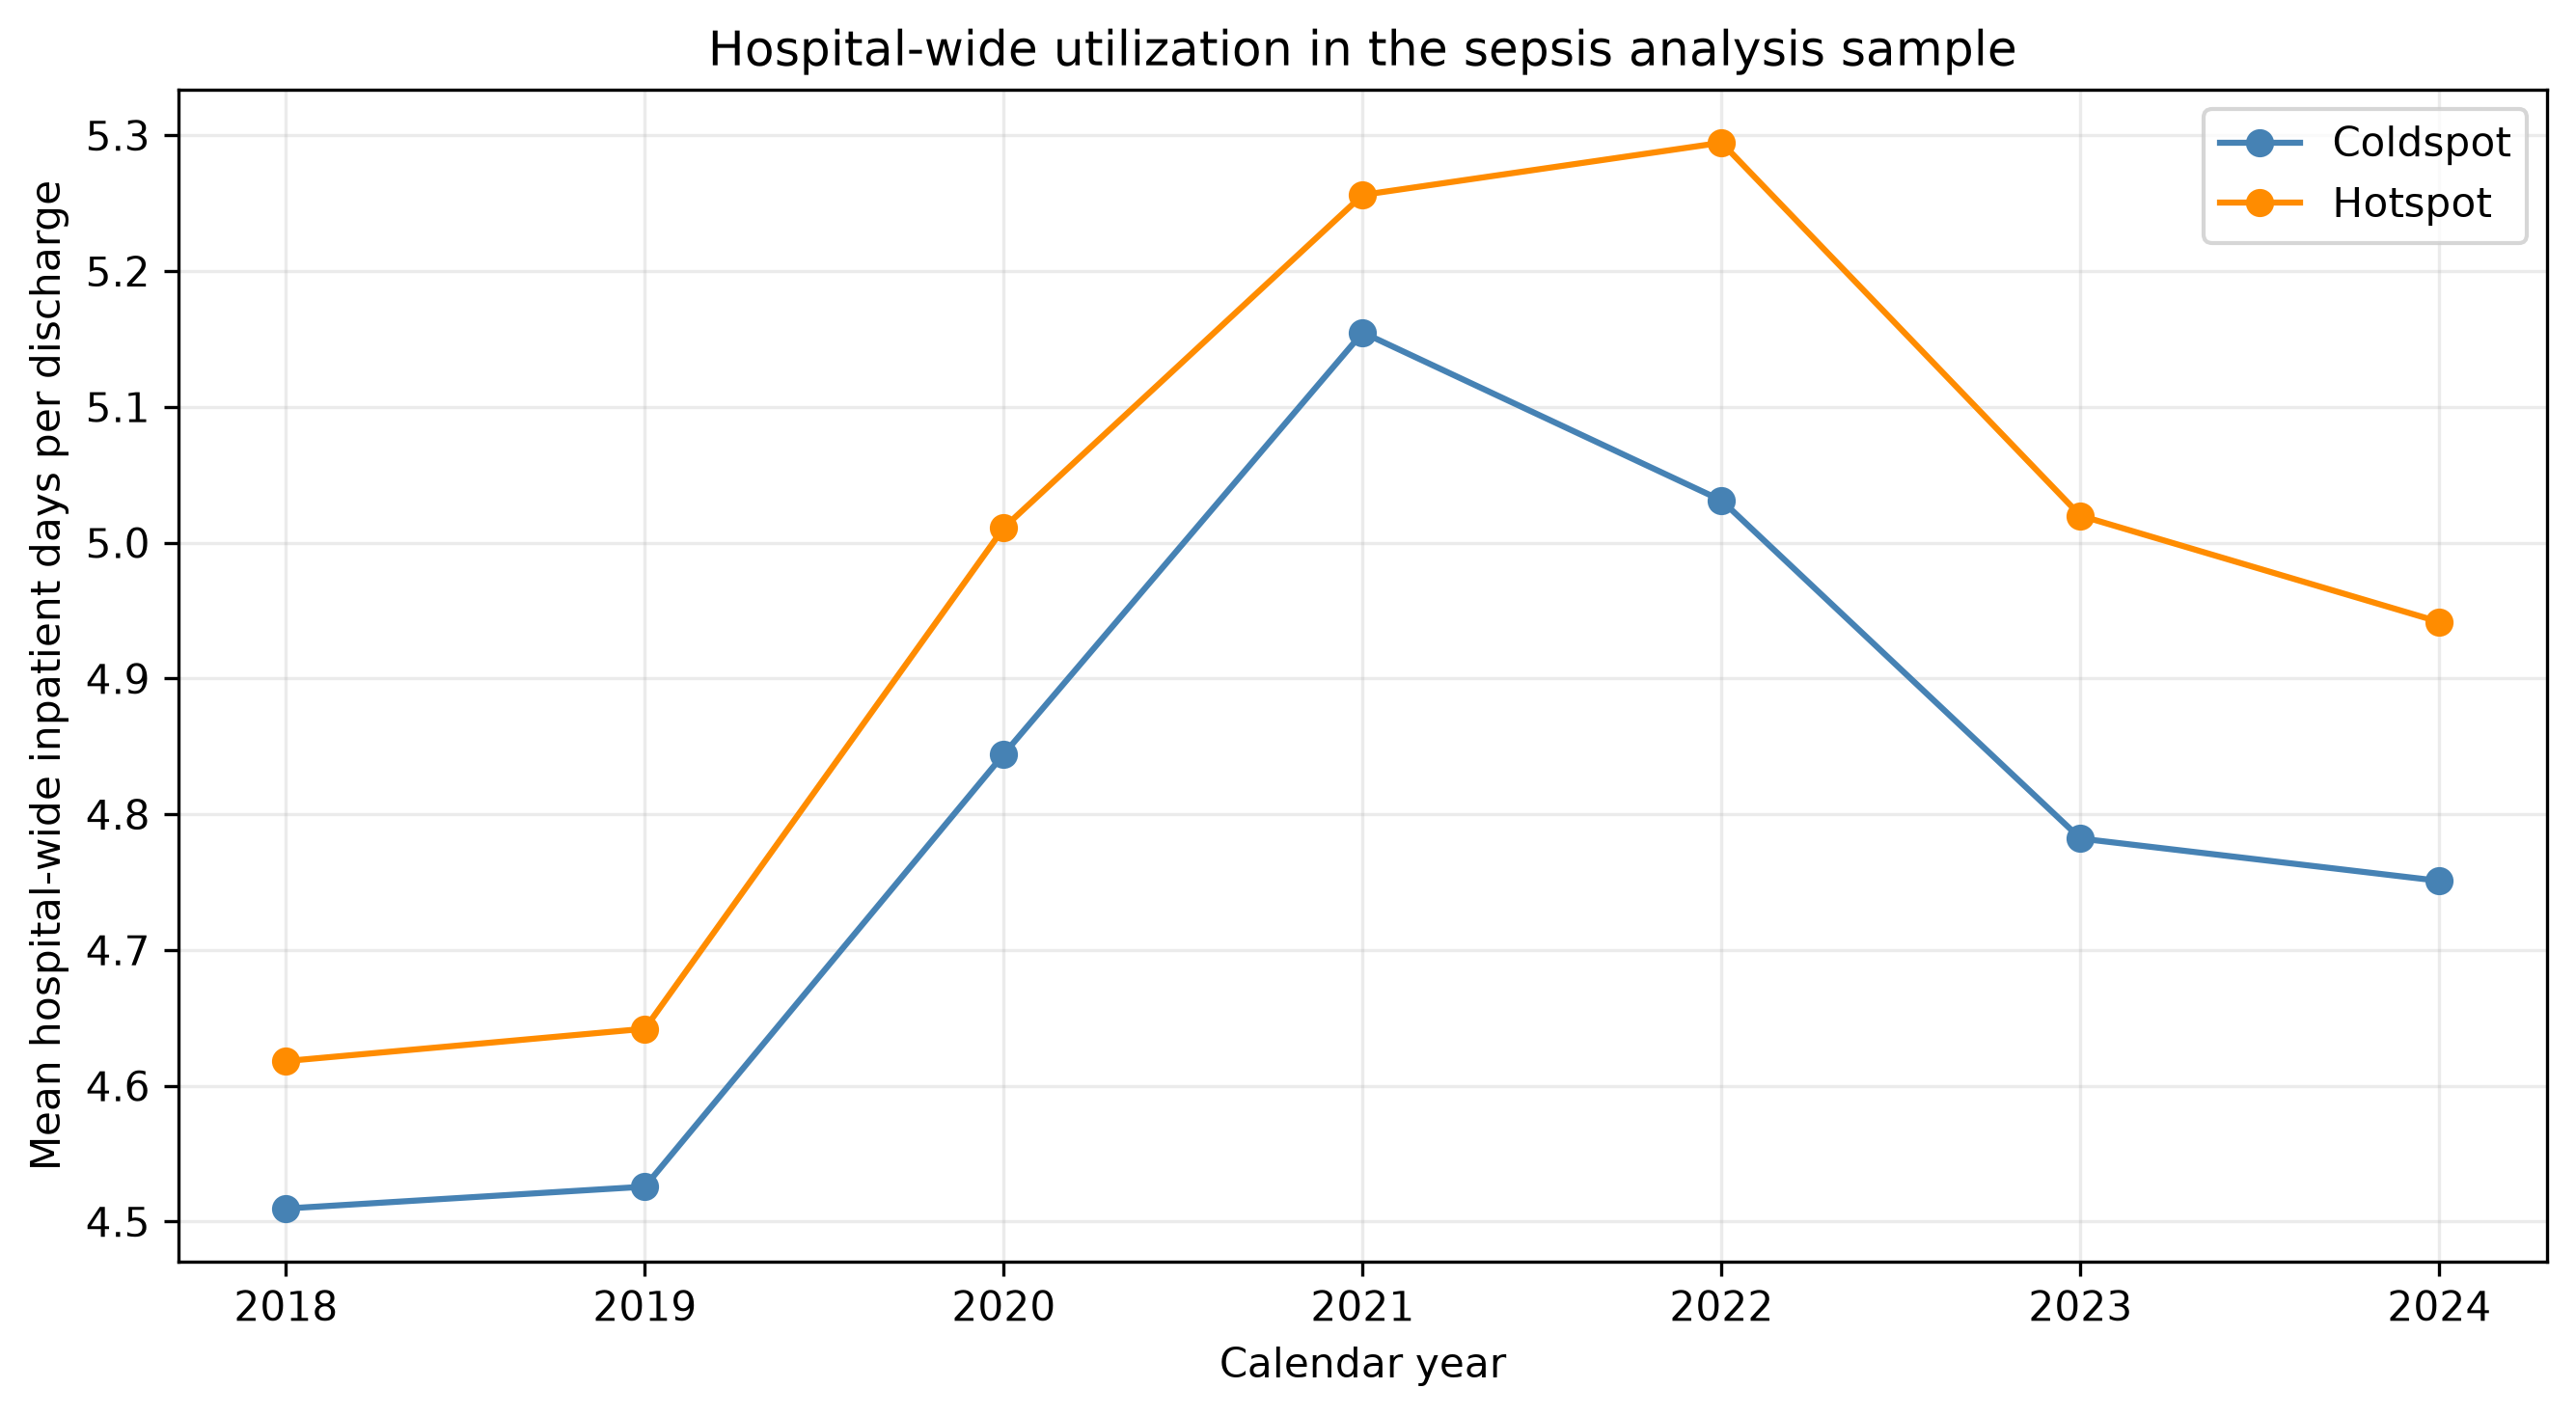 Hospital-wide utilization in the sepsis analysis sample
Mean hospital-wide inpatient days per discharge
5.3
5.2
5.1
5.0
4.9
4.8
4.7
4.6
4.5
Coldspot
Hotspot
2018 2019 2020 2021 2022 2023 2024
Calendar year